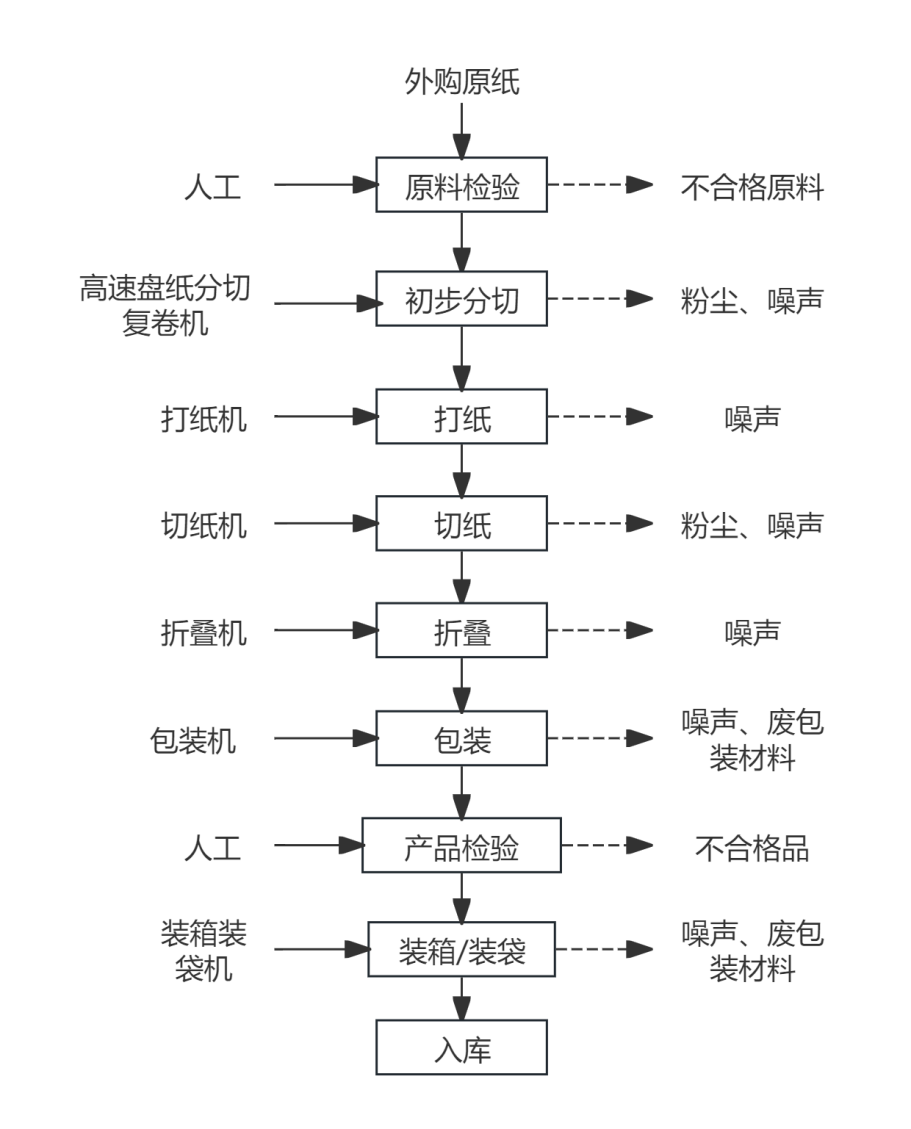 外购原纸
人工
原料检验
不合格原料
高速盘纸分切
复卷机
初步分切
粉尘、噪声
打纸机
打纸
噪声
切纸机
切纸
粉尘、噪声
折叠机
折叠
噪声
包装机
包装
噪声、废包
装材料
人工
产品检验
不合格品
装箱装
袋机
装箱/装袋
噪声、废包
装材料
入库